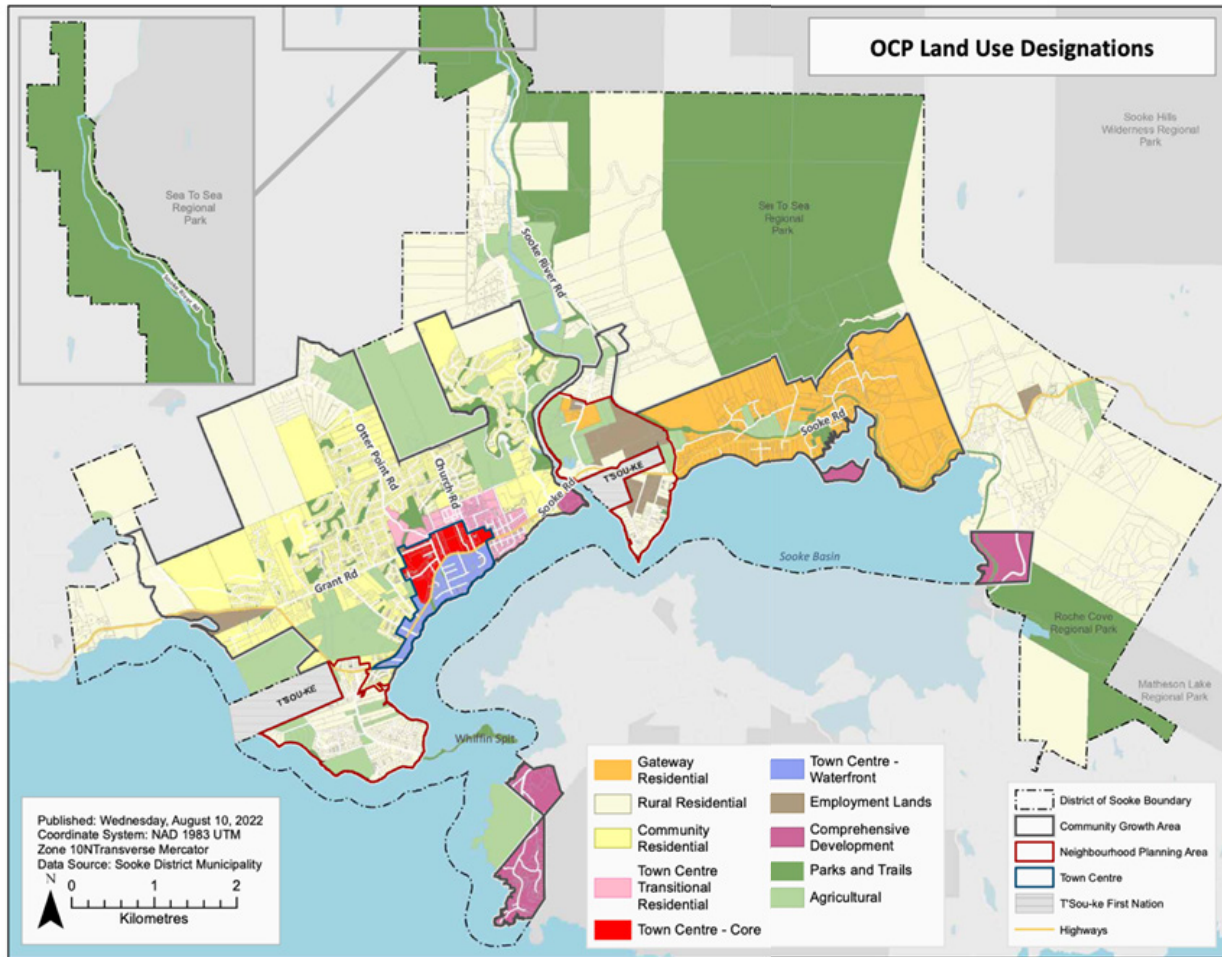 OCP Land Use Designations
Sooke Hills
Wilderness Regional
Park
Sea To Sea
Regional
Park
Sooke River Rd
Sea To Sea
Regional
Park
Sooke River Rd
Otter Point Rd
Church Rd
Sooke Rd
Sooke Rd
T'SOU-KE
Grant Rd
Sooke Basin
Roche Cove
Regional Park
Matheson Lake
Regional Park
T'SOU-KE
Whiffin Spit
Gateway
Residential
Rural Residential
Community
Residential
Town Centre
Transitional
Residential
Town Centre - Core
Town Centre -
Waterfront
Employment Lands
Comprehensive
Development
Parks and Trails
Agricultural
District of Sooke Boundary
Community Growth Area
Neighbourhood Planning Area
Town Centre
T'Sou-ke First Nation
Highways
Published: Wednesday, August 10, 2022
Coordinate System: NAD 1983 UTM
Zone 10NTransverse Mercator
Data Source: Sooke District Municipality
N
0 1 2
Kilometres